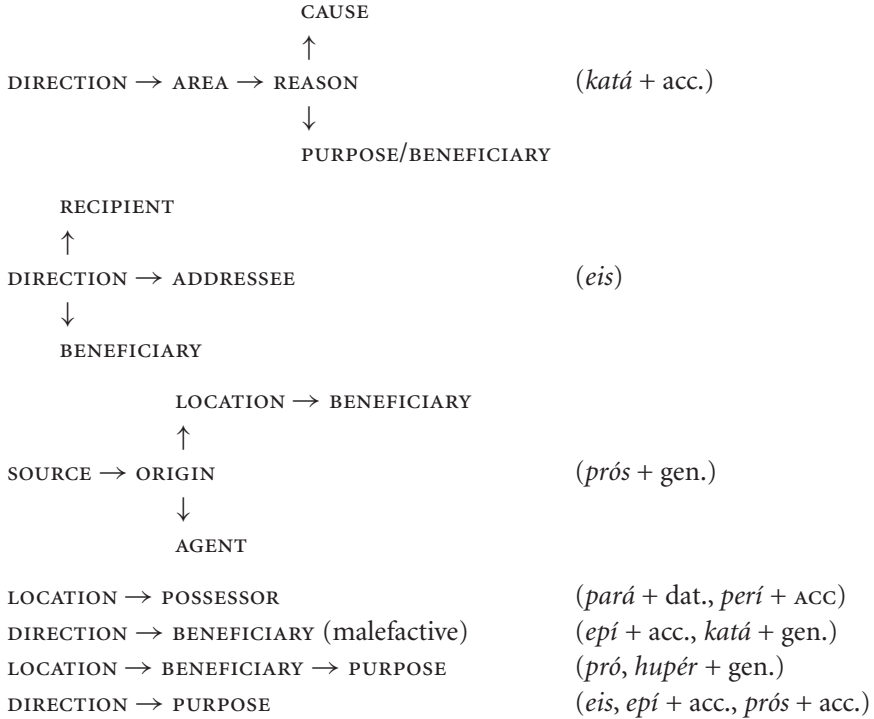 CAUSE
↑
DIRECTION → AREA → REASON (katá + acc.)
↓
PURPOSE/BENEFICIARY
RECIPIENT
↑
DIRECTION → ADDRESSEE (eis)
↓
BENEFICIARY
LOCATION → BENEFICIARY
↑
SOURCE → ORIGIN (prós + gen.)
↓
AGENT
LOCATION → POSSESSOR (pará + dat., perí + ACC)
DIRECTION → BENEFICIARY (malefactive) (epí + acc., katá + gen.)
LOCATION → BENEFICIARY → PURPOSE (pró, hupér + gen.)
DIRECTION → PURPOSE (eis, epí + acc., prós + acc.)